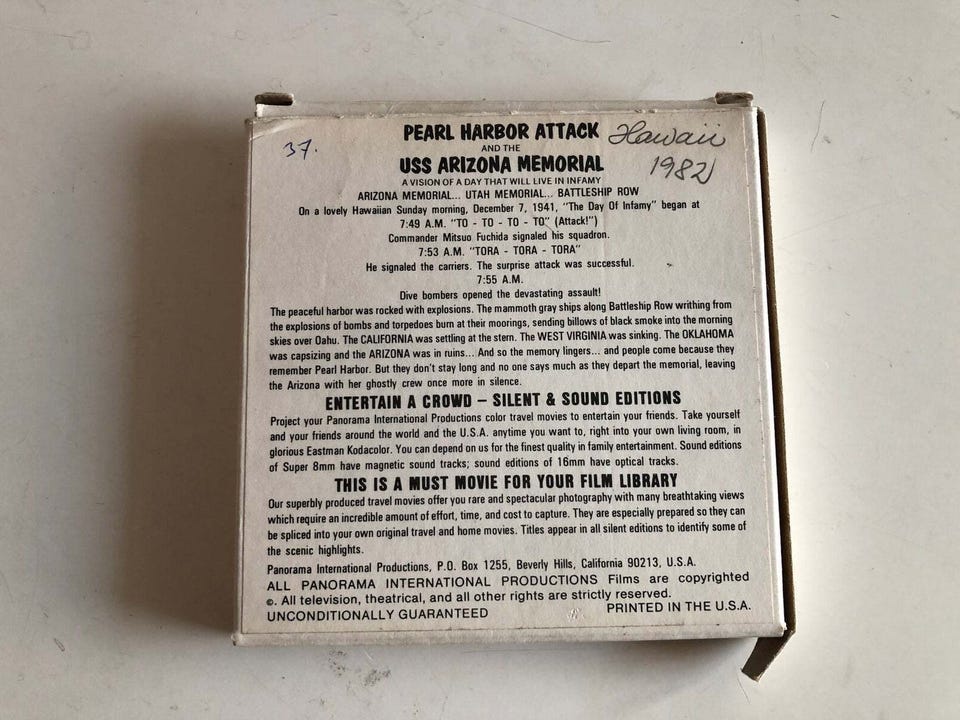 37.
PEARL HARBOR ATTACK Hawaii
AND THE
USS ARIZONA MEMORIAL 1982
A VISION OF A DAY THAT WILL LIVE IN INFAMY
ARIZONA MEMORIAL... UTAH MEMORIAL... BATTLESHIP ROW
On a lovely Hawaiian Sunday morning, December 7, 1941, "The Day Of Infamy" began at
7:49 A.M. "TO - TO - TO - TO" (Attack!")
Commander Mitsuo Fuchida signaled his squadron.
7:53 A.M. "TORA - TORA - TORA"
He signaled the carriers. The surprise attack was successful.
7:55 A.M.
Dive bombers opened the devastating assault!
The peaceful harbor was rocked with explosions. The mammoth gray ships along Battleship Row writhing from
the explosions of bombs and torpedoes burn at their moorings, sending billows of black smoke into the morning
skies over Oahu. The CALIFORNIA was settling at the stern. The WEST VIRGINIA was sinking. The OKLAHOMA
was capsizing and the ARIZONA was in ruins... And so the memory lingers... and people come because they
remember Pearl Harbor. But they don't stay long and no one says much as they depart the memorial, leaving
the Arizona with her ghostly crew once more in silence.
ENTERTAIN A CROWD – SILENT & SOUND EDITIONS
Project your Panorama International Productions color travel movies to entertain your friends. Take yourself
and your friends around the world and the U.S.A. anytime you want to, right into your own living room, in
glorious Eastman Kodacolor. You can depend on us for the finest quality in family entertainment. Sound editions
of Super 8mm have magnetic sound tracks; sound editions of 16mm have optical tracks.
THIS IS A MUST MOVIE FOR YOUR FILM LIBRARY
Our superbly produced travel movies offer you rare and spectacular photography with many breathtaking views
which require an incredible amount of effort, time, and cost to capture. They are especially prepared so they can
be spliced into your own original travel and home movies. Titles appear in all silent editions to identify some of
the scenic highlights.
Panorama International Productions, P.O. Box 1255, Beverly Hills, California 90213, U.S.A.
ALL PANORAMA INTERNATIONAL PRODUCTIONS Films are copyrighted
©. All television, theatrical, and all other rights are strictly reserved.
UNCONDITIONALLY GUARANTEED PRINTED IN THE U.S.A.